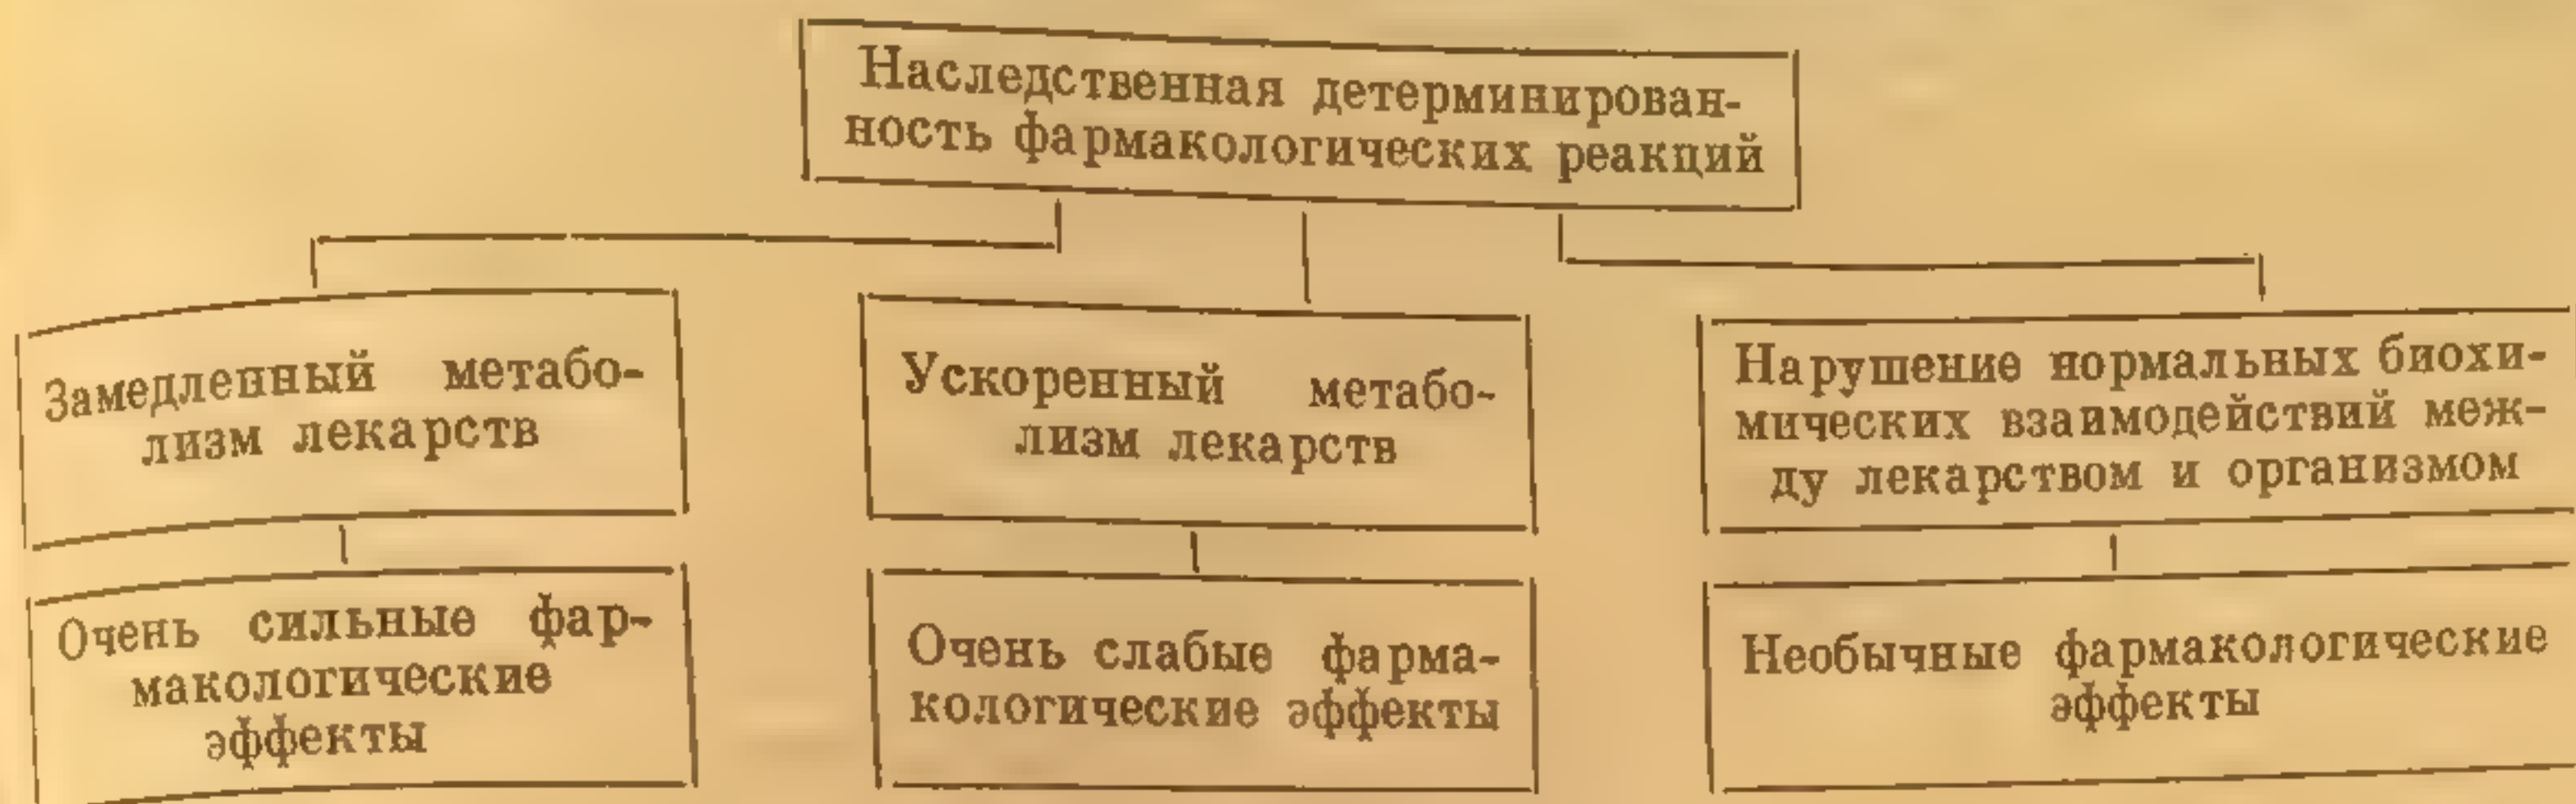 Наследственная детерминирован-
ность фармакологических реакций
Замедленный метабо-
лизм лекарств
Ускоренный метабо-
лизм лекарств
Нарушение нормальных биохи-
мических взаимодействий меж-
ду лекарством и организмом
Очень сильные фар-
макологические
эффекты
Очень слабые фарма-
кологические эффекты
Необычные фармакологические
эффекты